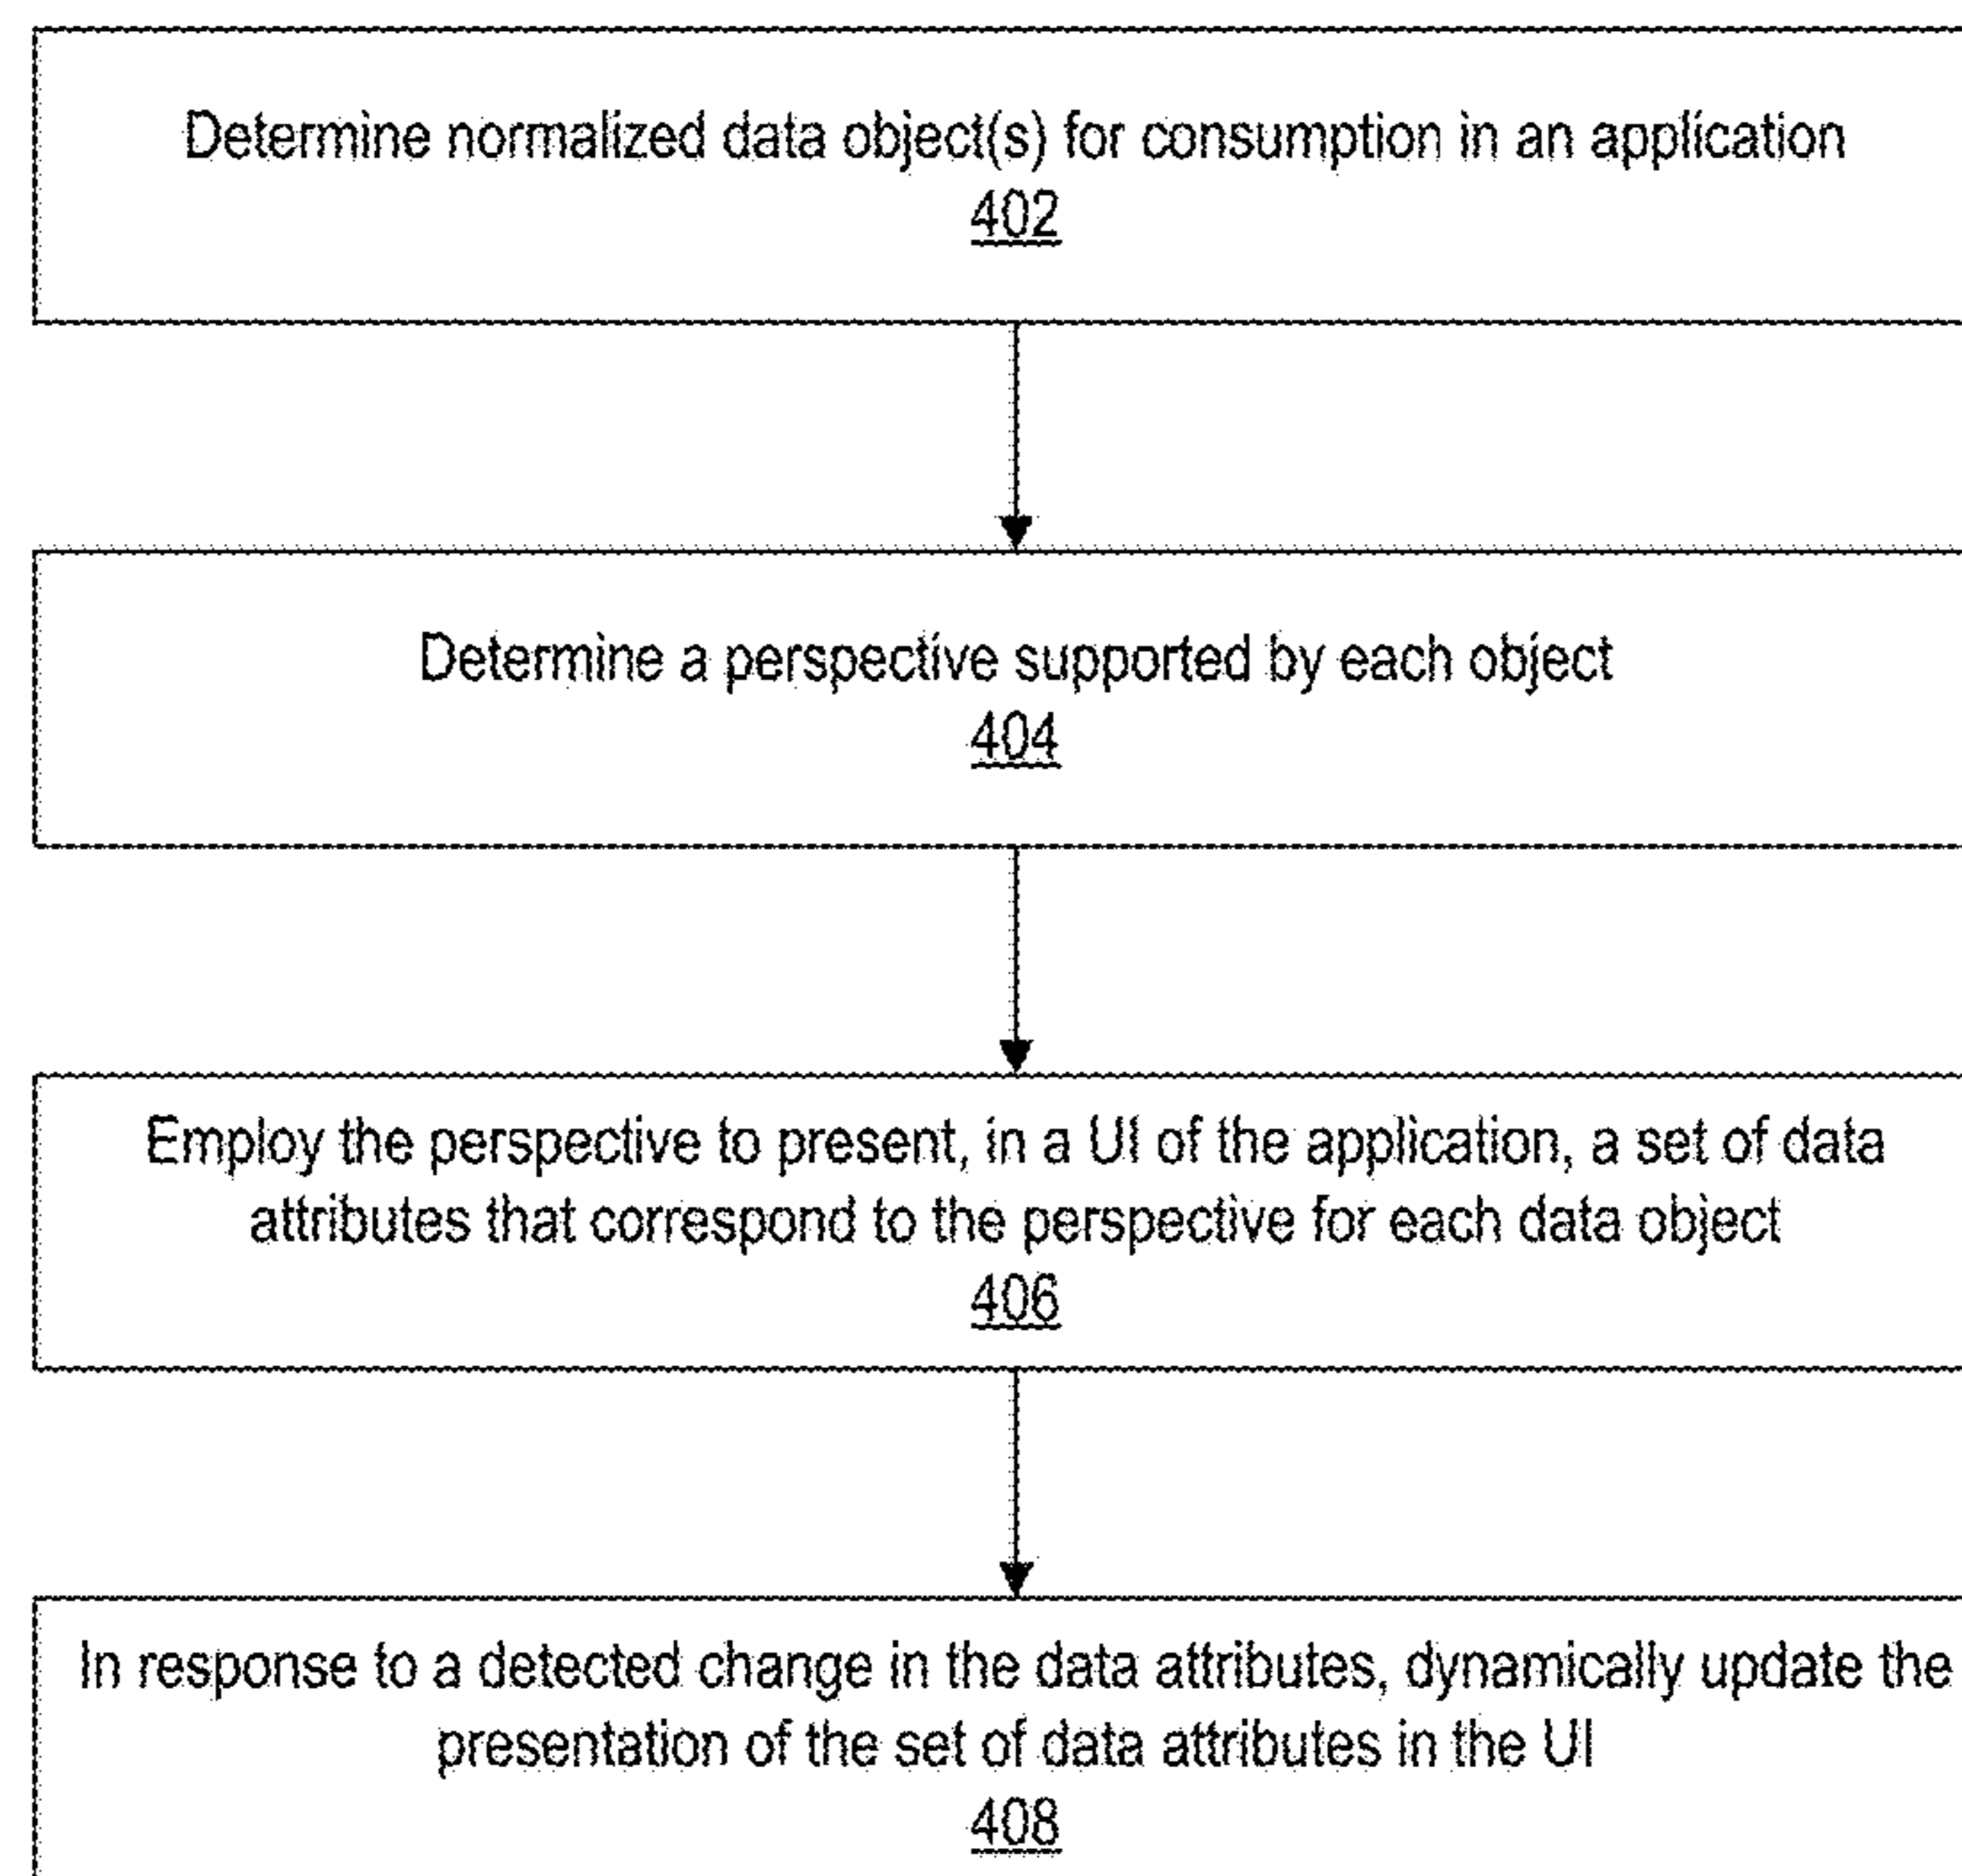 Determine normalized data object(s) for consumption in an application
402
Determine a perspective supported by each object
404
Employ the perspective to present, in a UI of the application, a set of data
attributes that correspond to the perspective for each data object
406
In response to a detected change in the data attributes, dynamically update the
presentation of the set of data attributes in the UI
408